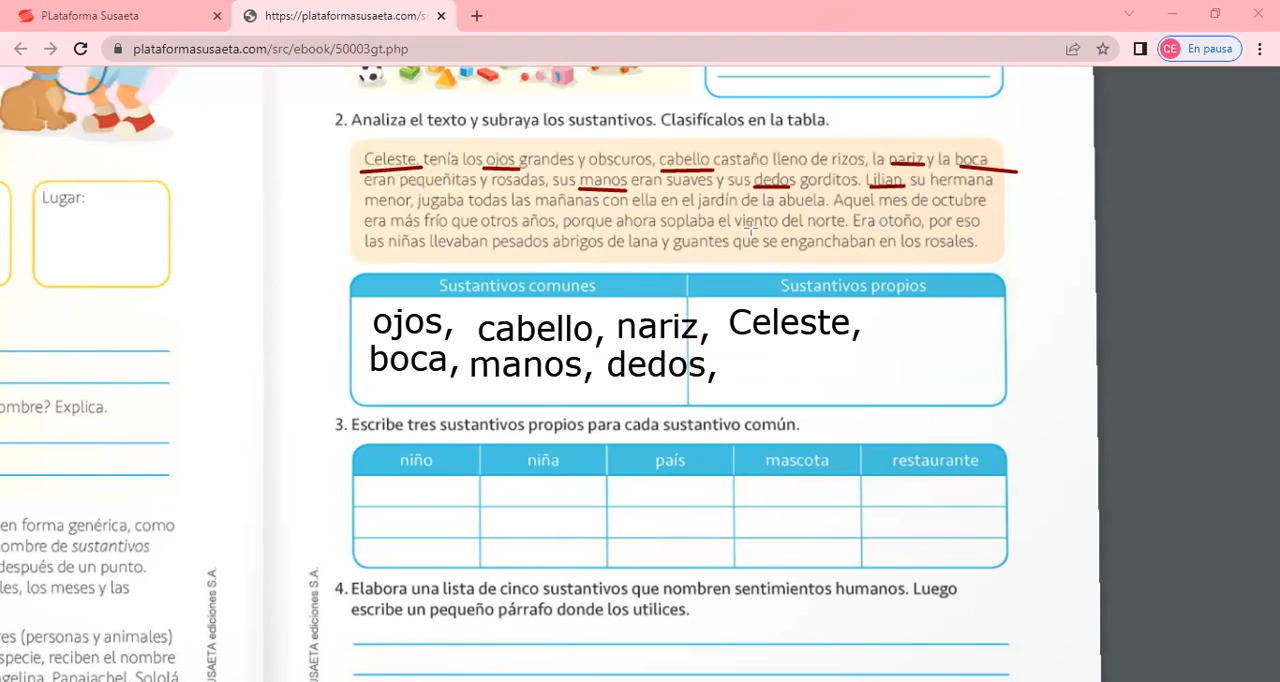 PLataforma Susaeta
https://plataformasusaeta.com/s
plataformasusaeta.com/src/ebook/50003gt.php
CE En pausa
Lugar:
ombre? Explica.
en forma genérica, como
ombre de sustantivos
después de un punto.
les, los meses y las
res (personas y animales)
specie, reciben el nombre
ngelina, Panajachel, Sololá
SUSAETA ediciones S.A.
SUSAETA ediciones S.A.
2. Analiza el texto y subraya los sustantivos. Clasifícalos en la tabla.
Celeste, tenía los ojos grandes y obscuros, cabello castaño lleno de rizos, la nariz y la boca
eran pequeñitas y rosadas, sus manos eran suaves y sus dedos gorditos. Lilian, su hermana
menor, jugaba todas las mañanas con ella en el jardín de la abuela. Aquel mes de octubre
era más frío que otros años, porque ahora soplaba el viento del norte. Era otoño, por eso
las niñas llevaban pesados abrigos de lana y guantes que se enganchaban en los rosales.
Sustantivos comunes Sustantivos propios
ojos, cabello, nariz, Celeste,
boca, manos, dedos,
3. Escribe tres sustantivos propios para cada sustantivo común.
niño niña país mascota restaurante
4. Elabora una lista de cinco sustantivos que nombren sentimientos humanos. Luego
escribe un pequeño párrafo donde los utilices.